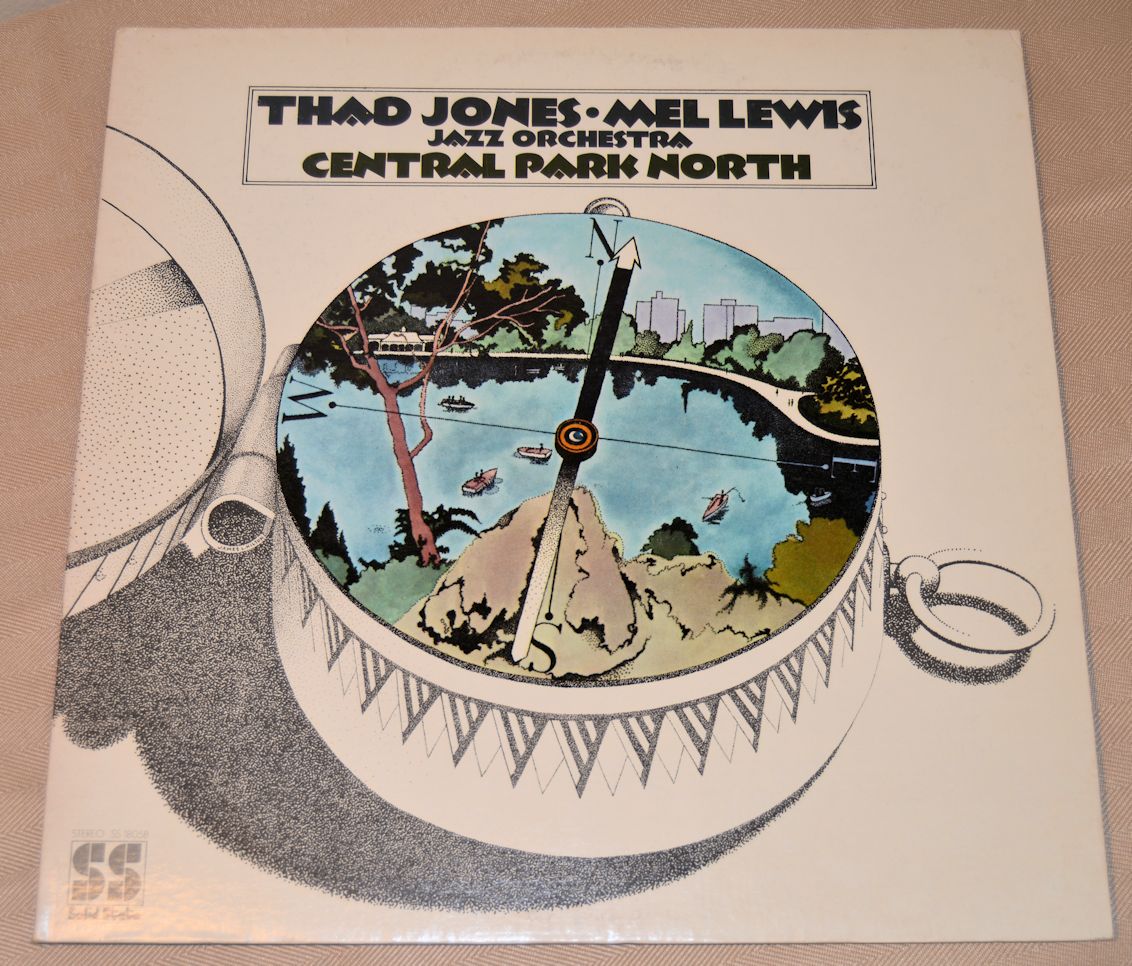 THAD JONES • MEL LEWIS
JAZZ ORCHESTRA
CENTRAL PARK NORTH
N
W
E
S
STEREO SS 18058
SS
Solid State